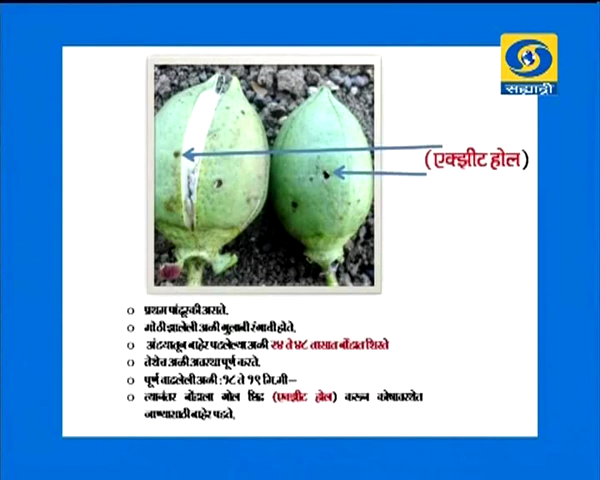 सह्याद्री
(एक्झीट होल)
प्रथम पांढुरकी असते.
मोठी झालेली अळी गुलाबी रंगाची होते.
अंड्यातून बाहेर पडलेल्या अळी २४ ते ४८ तासात बोंडात शिरते
तेथेच अळी अवस्था पूर्ण करते.
पूर्ण वाढलेली अळी : १८ ते १९ मि.मी–
त्यानंतर बोंडाला गोल छिद्र (एक्झीट होल) करून कोषावस्थेत
जाण्यासाठी बाहेर पडते.